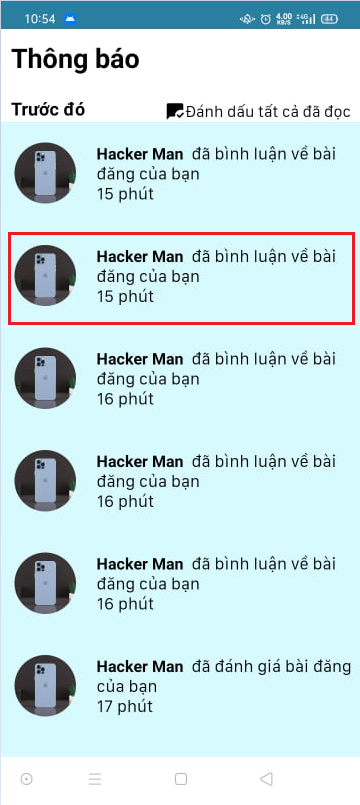 10:54 4.00 KB/S 4G 44
Thông báo
Trước đó Đánh dấu tất cả đã đọc
Hacker Man đã bình luận về bài
đăng của bạn
15 phút
Hacker Man đã bình luận về bài
đăng của bạn
15 phút
Hacker Man đã bình luận về bài
đăng của bạn
16 phút
Hacker Man đã bình luận về bài
đăng của bạn
16 phút
Hacker Man đã bình luận về bài
đăng của bạn
16 phút
Hacker Man đã đánh giá bài đăng
của bạn
17 phút